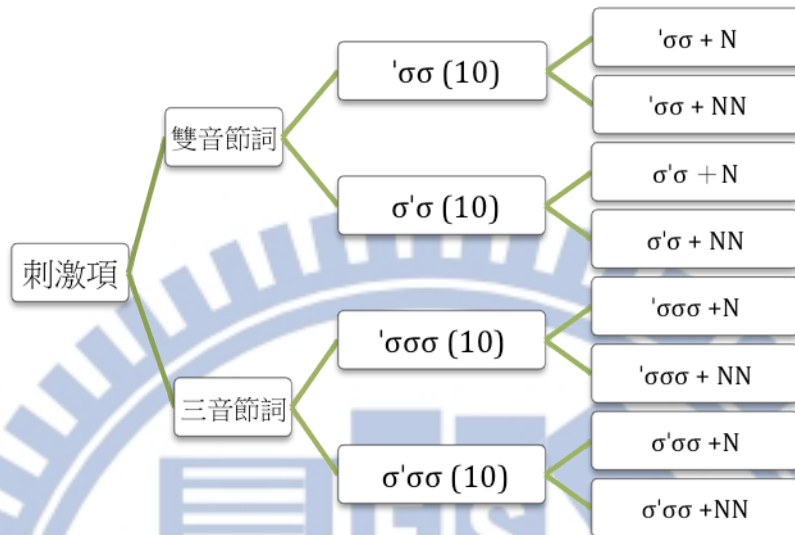 刺激項
雙音節詞
'σσ (10)
'σσ + N
'σσ + NN
σ'σ (10)
σ'σ ＋N
σ'σ + NN
三音節詞
'σσσ (10)
'σσσ +N
'σσσ + NN
σ'σσ (10)
σ'σσ +N
σ'σσ +NN